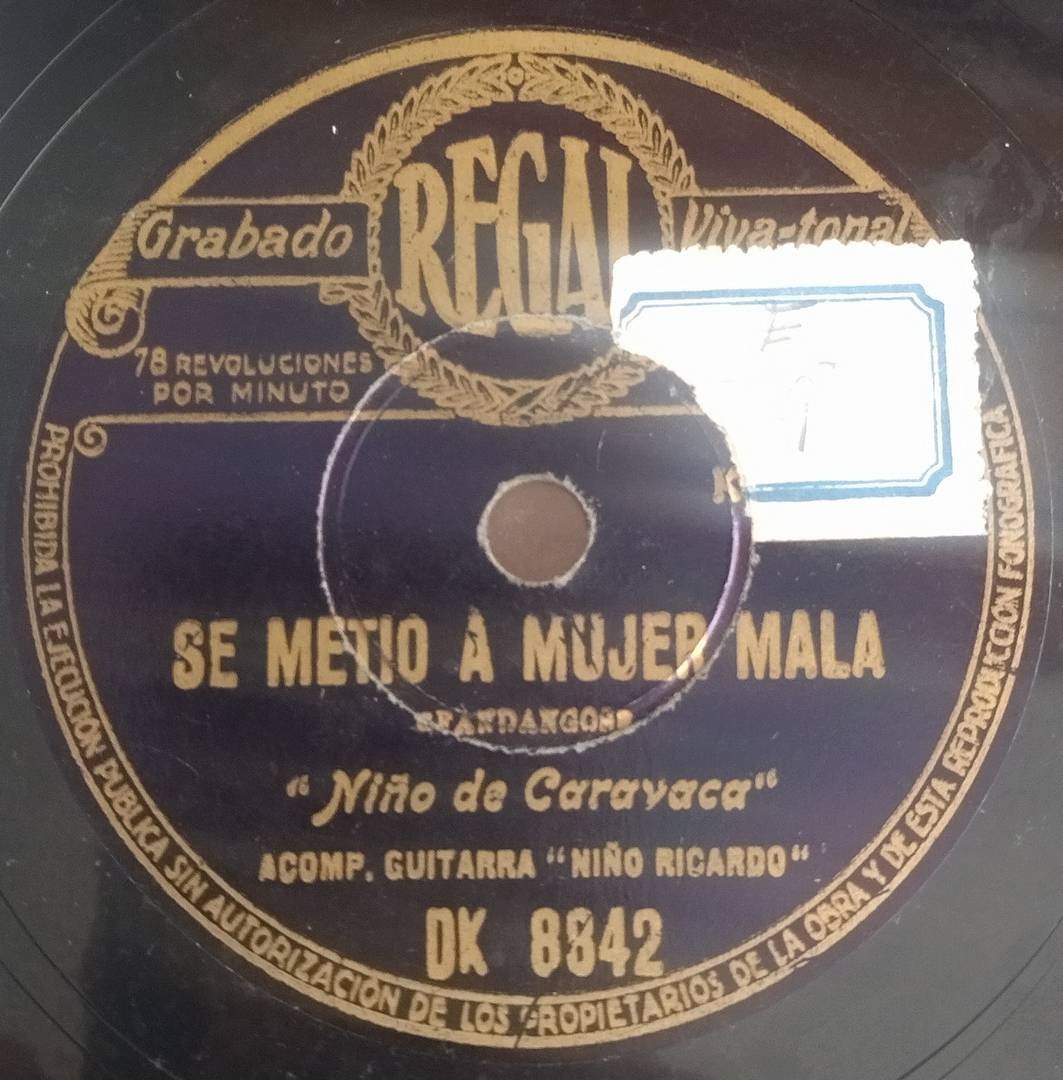 REGAL
Grabado
Viva-tonal
78 REVOLUCIONES
POR MINUTO
SE METIO A MUJER MALA
FANDANGOS
"Niño de Caravaca"
ACOMP. GUITARRA "NIÑO RICARDO"
DK 8842
PROHIBIDA LA EJECUCION PUBLICA SIN AUTORIZACIÓN DE LOS PROPIETARIOS DE LA OBRA Y DE ESTA REPRODUCCION FONOGRAFICA